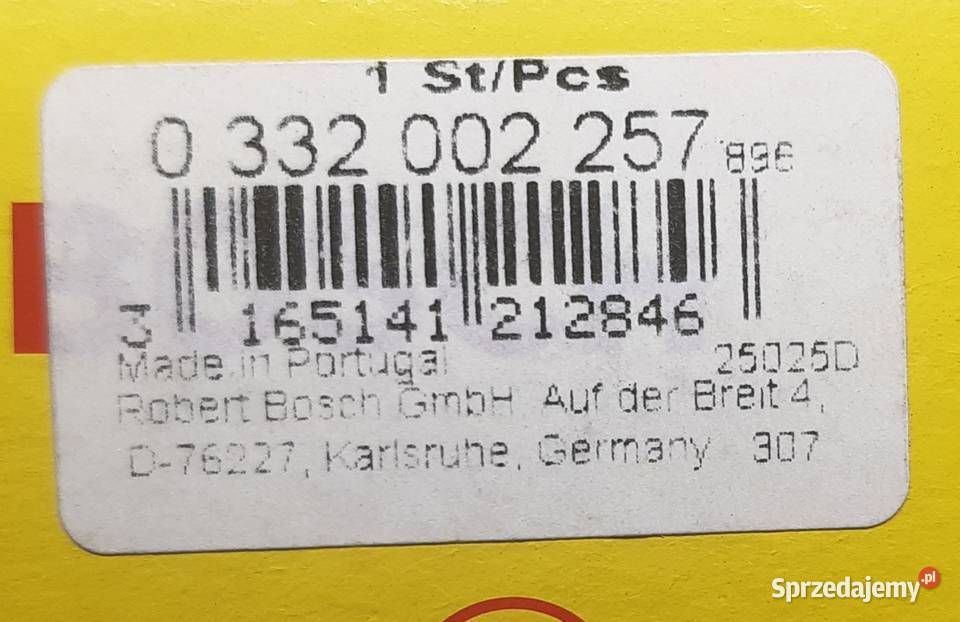 1 St/Pcs
0 332 002 257 896
3 165141 212846
Made in Portugal 25025D
Robert Bosch GmbH, Auf der Breit 4,
D-76227, Karlsruhe, Germany 307
Sprzedajemy.pl